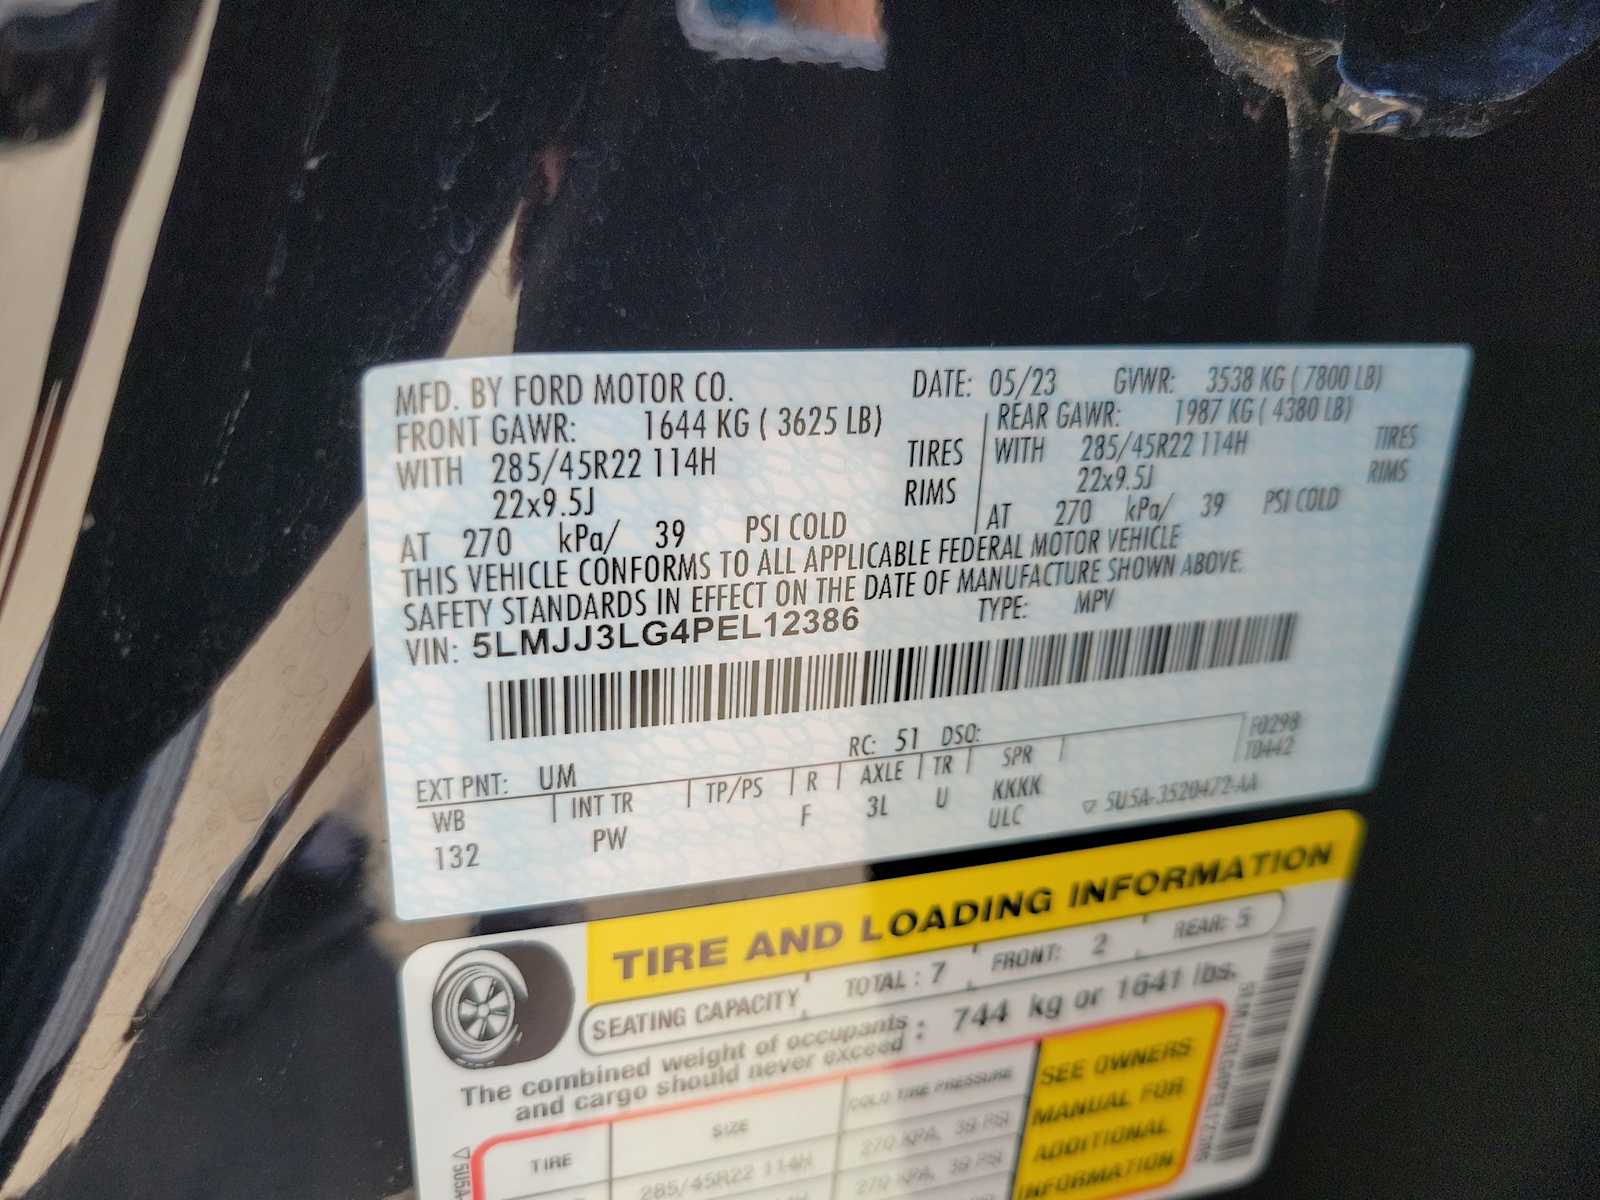 MFD. BY FORD MOTOR CO. DATE: 05/23 GVWR: 3538 KG ( 7800 LB)
FRONT GAWR: 1644 KG ( 3625 LB) REAR GAWR: 1987 KG ( 4380 LB)
WITH 285/45R22 114H TIRES WITH 285/45R22 114H TIRES
22x9.5J RIMS 22x9.5J RIMS
AT 270 kPa/ 39 PSI COLD AT 270 kPa/ 39 PSI COLD
THIS VEHICLE CONFORMS TO ALL APPLICABLE FEDERAL MOTOR VEHICLE
SAFETY STANDARDS IN EFFECT ON THE DATE OF MANUFACTURE SHOWN ABOVE.
VIN: 5LMJJ3LG4PEL12386 TYPE: MPV
EXT PNT: UM RC: 51 DSO: F0298
WB INT TR TP/PS R AXLE TR SPR T0442
132 PW F 3L U KKKK
ULC ▽ 5U5A-3520472-AA
TIRE AND LOADING INFORMATION
SEATING CAPACITY TOTAL : 7 FRONT: 2 REAR: 5
The combined weight of occupants : 744 kg or 1641 lbs.
and cargo should never exceed
TIRE SIZE COLD TIRE PRESSURE SEE OWNERS
285/45R22 114H 270 KPA, 39 PSI MANUAL FOR
270 KPA, 39 PSI ADDITIONAL
INFORMATION
▽5U5A-